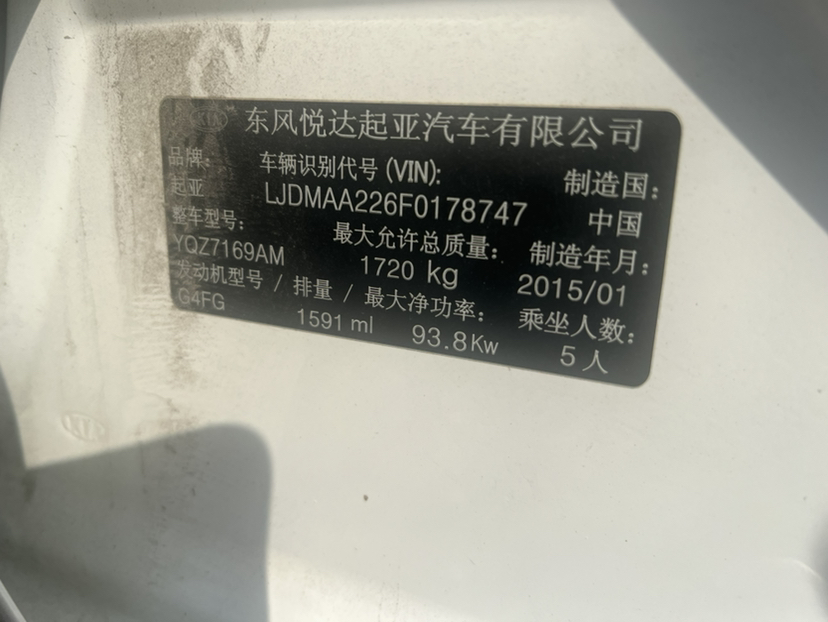 KIA 东风悦达起亚汽车有限公司
品牌: 车辆识别代号(VIN): 制造国:
起亚 LJDMAA226F0178747 中国
整车型号: 最大允许总质量: 制造年月:
YQZ7169AM 1720 kg 2015/01
发动机型号 / 排量 / 最大净功率: 乘坐人数:
G4FG 1591 ml 93.8Kw 5 人
KIA